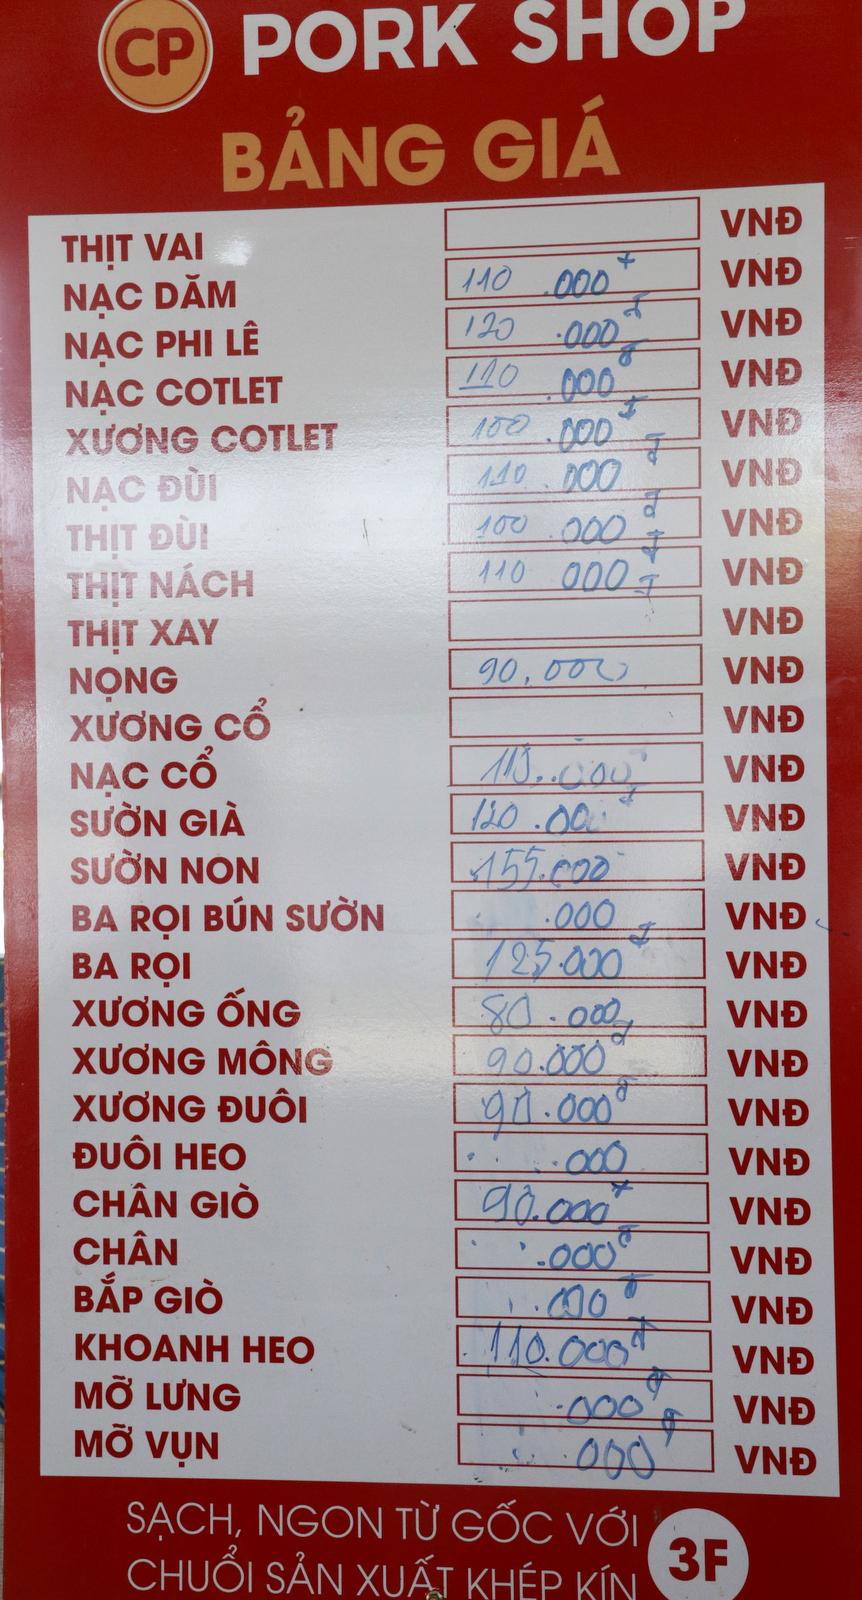 CP PORK SHOP
BẢNG GIÁ
THỊT VAI VNĐ
NẠC DĂM 110.000đ VNĐ
NẠC PHI LÊ 120.000đ VNĐ
NẠC COTLET 110.000đ VNĐ
XƯƠNG COTLET 100.000đ VNĐ
NẠC ĐÙI 110.000đ VNĐ
THỊT ĐÙI 100.000đ VNĐ
THỊT NÁCH 110 000đ VNĐ
THỊT XAY VNĐ
NỌNG 90.000 VNĐ
XƯƠNG CỔ VNĐ
NẠC CỔ VNĐ
SƯỜN GIÀ 120.00 VNĐ
SƯỜN NON 155.000 VNĐ
BA RỌI BÚN SƯỜN .000 VNĐ
BA RỌI 125.000đ VNĐ
XƯƠNG ỐNG 80.000đ VNĐ
XƯƠNG MÔNG 90.000đ VNĐ
XƯƠNG ĐUÔI 90.000đ VNĐ
ĐUÔI HEO .000 VNĐ
CHÂN GIÒ 90.000đ VNĐ
CHÂN .000đ VNĐ
BẮP GIÒ .000đ VNĐ
KHOANH HEO 110.000đ VNĐ
MỠ LƯNG .000đ VNĐ
MỠ VỤN .000đ VNĐ
SẠCH, NGON TỪ GỐC VỚI
CHUỔI SẢN XUẤT KHÉP KÍN 3F